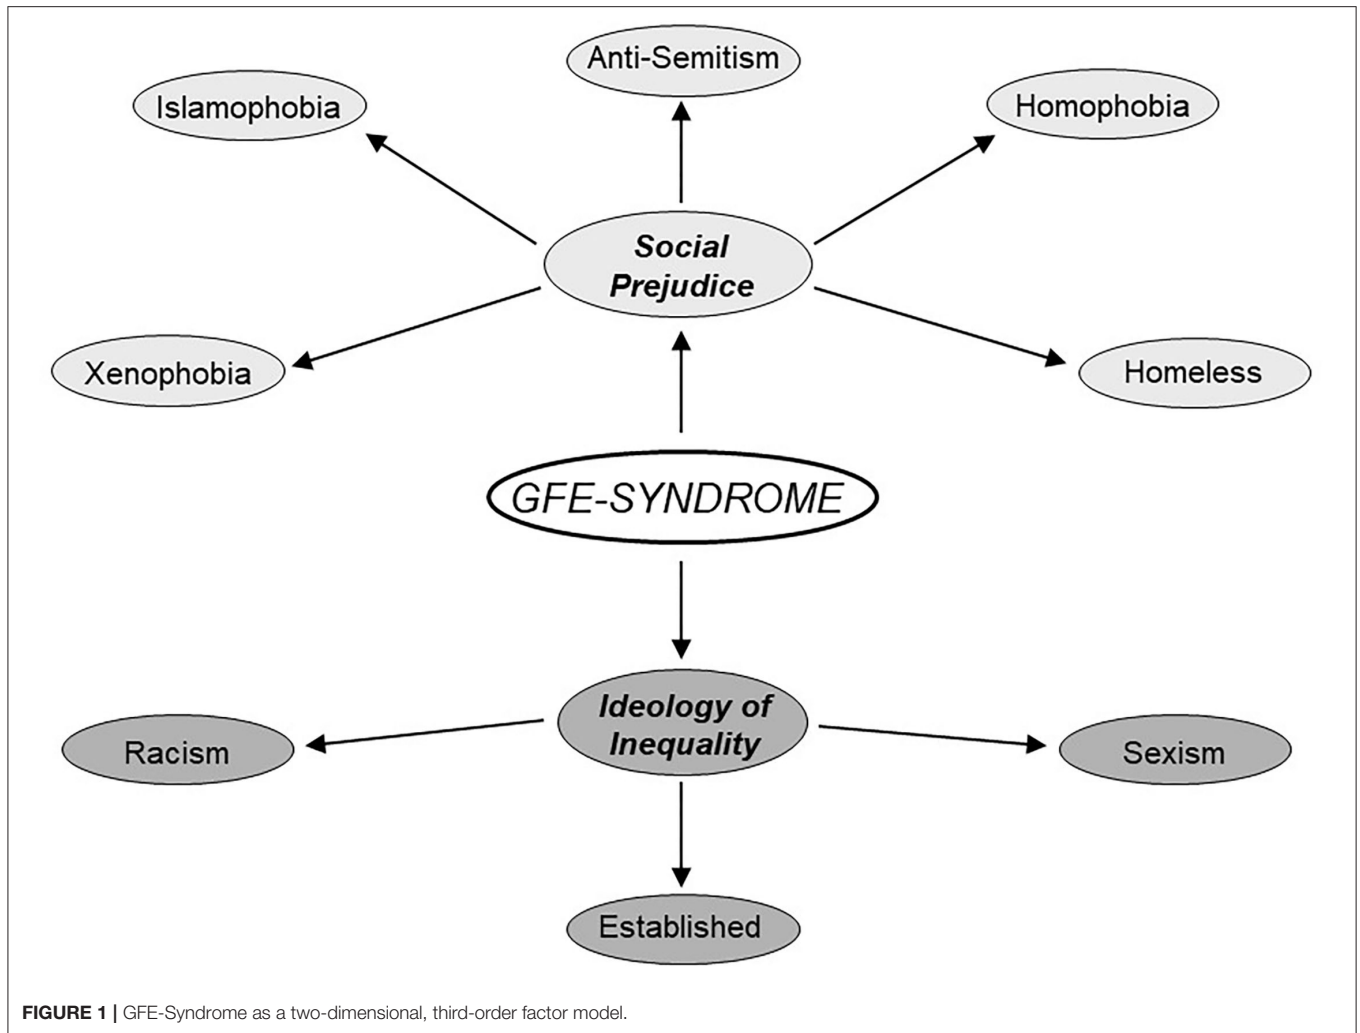 Anti-Semitism
Islamophobia
Homophobia
Social
Prejudice
Xenophobia
Homeless
GFE-SYNDROME
Ideology of
Inequality
Racism
Sexism
Established
FIGURE 1 | GFE-Syndrome as a two-dimensional, third-order factor model.